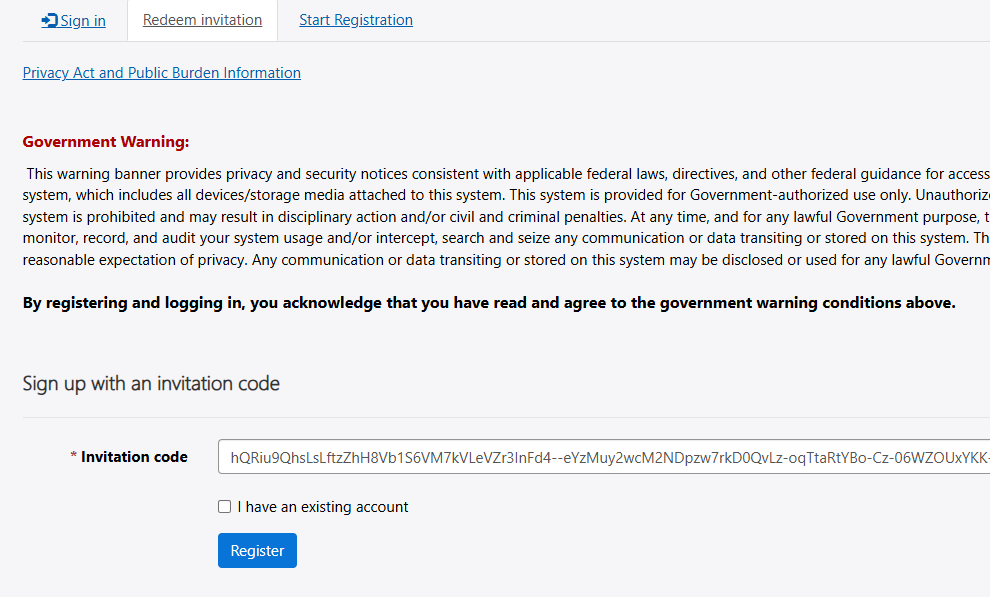 Sign in
Redeem invitation
Start Registration
Privacy Act and Public Burden Information
Government Warning:
This warning banner provides privacy and security notices consistent with applicable federal laws, directives, and other federal guidance for access
system, which includes all devices/storage media attached to this system. This system is provided for Government-authorized use only. Unauthoriz
system is prohibited and may result in disciplinary action and/or civil and criminal penalties. At any time, and for any lawful Government purpose, t
monitor, record, and audit your system usage and/or intercept, search and seize any communication or data transiting or stored on this system. Th
reasonable expectation of privacy. Any communication or data transiting or stored on this system may be disclosed or used for any lawful Governm
By registering and logging in, you acknowledge that you have read and agree to the government warning conditions above.
Sign up with an invitation code
* Invitation code
hQRiu9QhsLsLftzZhH8Vb1S6VM7kVLeVZr3InFd4--eYzMuy2wcM2NDpzw7rkD0QvLz-oqTtaRtYBo-Cz-06WZOUxYKK-
I have an existing account
Register